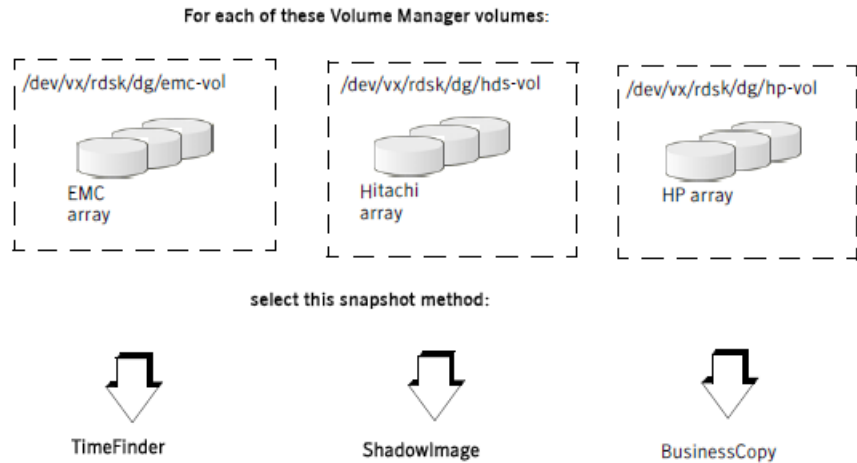 For each of these Volume Manager volumes:
/dev/vx/rdsk/dg/emc-vol
/dev/vx/rdsk/dg/hds-vol
/dev/vx/rdsk/dg/hp-vol
EMC
array
Hitachi
array
HP array
select this snapshot method:
TimeFinder
ShadowImage
BusinessCopy